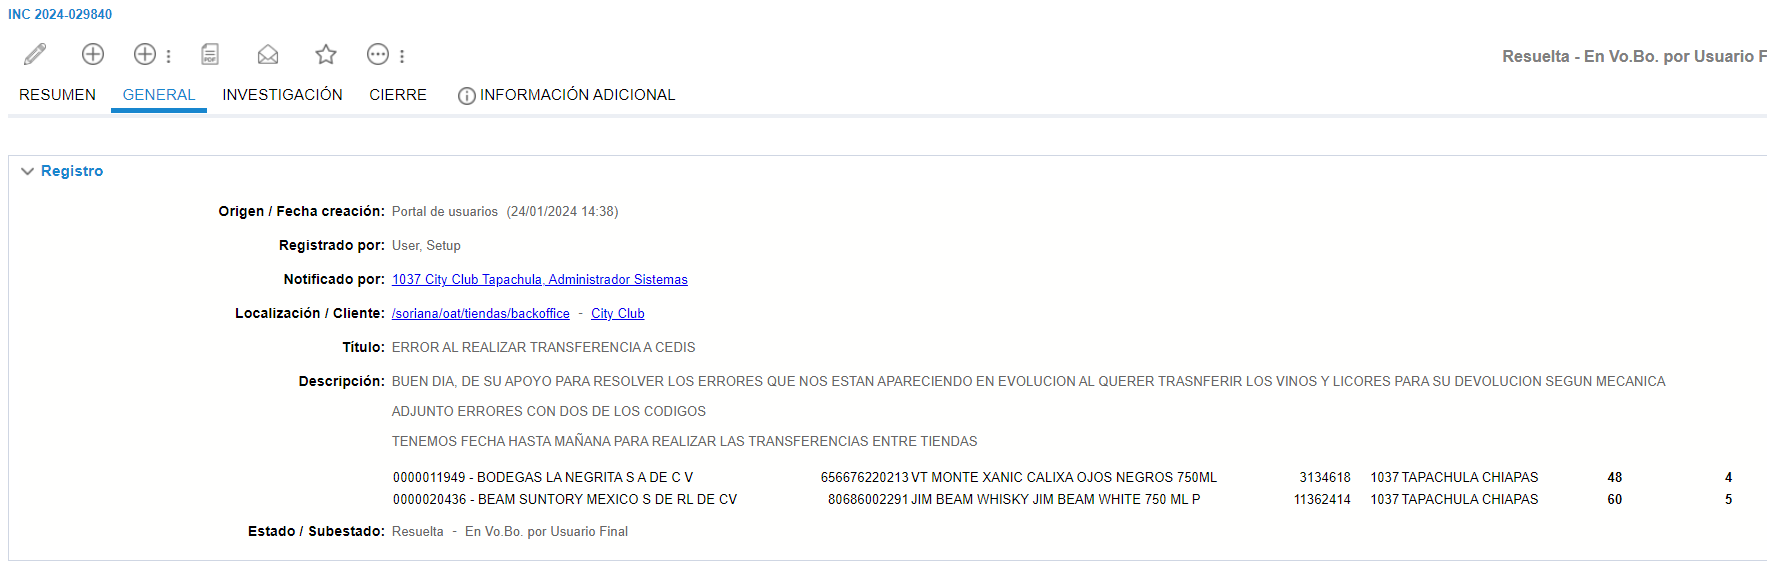 INC 2024-029840
Resuelta - En Vo.Bo. por Usuario F
RESUMEN GENERAL INVESTIGACIÓN CIERRE INFORMACIÓN ADICIONAL
Registro
Origen / Fecha creación: Portal de usuarios (24/01/2024 14:38)
Registrado por: User, Setup
Notificado por: 1037 City Club Tapachula, Administrador Sistemas
Localización / Cliente: /soriana/oat/tiendas/backoffice - City Club
Título: ERROR AL REALIZAR TRANSFERENCIA A CEDIS
Descripción: BUEN DIA, DE SU APOYO PARA RESOLVER LOS ERRORES QUE NOS ESTAN APARECIENDO EN EVOLUCION AL QUERER TRASNFERIR LOS VINOS Y LICORES PARA SU DEVOLUCION SEGUN MECANICA
ADJUNTO ERRORES CON DOS DE LOS CODIGOS
TENEMOS FECHA HASTA MAÑANA PARA REALIZAR LAS TRANSFERENCIAS ENTRE TIENDAS
0000011949 - BODEGAS LA NEGRITA S A DE C V 656676220213 VT MONTE XANIC CALIXA OJOS NEGROS 750ML 3134618 1037 TAPACHULA CHIAPAS 48 4
0000020436 - BEAM SUNTORY MEXICO S DE RL DE CV 80686002291 JIM BEAM WHISKY JIM BEAM WHITE 750 ML P 11362414 1037 TAPACHULA CHIAPAS 60 5
Estado / Subestado: Resuelta - En Vo.Bo. por Usuario Final